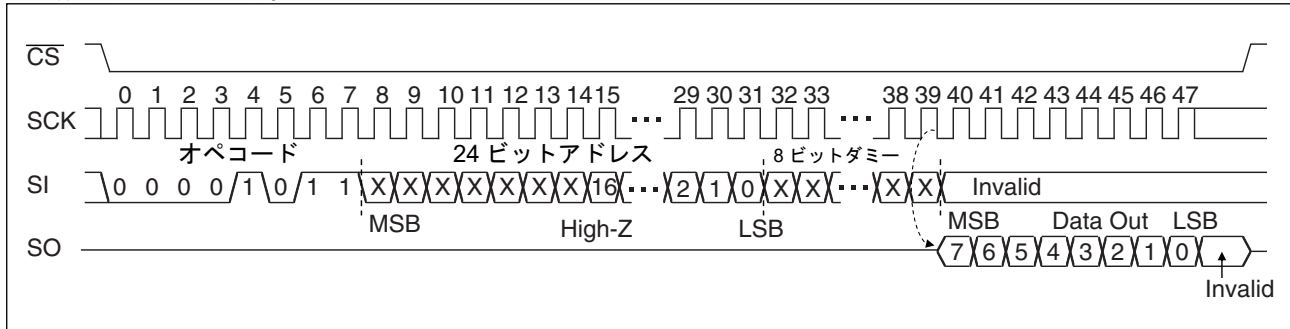 CS
0 1 2 3 4 5 6 7 8 9 10 11 12 13 14 15 29 30 31 32 33 38 39 40 41 42 43 44 45 46 47
SCK
オペコード 24 ビットアドレス 8 ビットダミー
SI 0 0 0 0 1 0 1 1 X X X X X X X 16 2 1 0 X X X X Invalid
MSB High-Z LSB MSB Data Out LSB
SO 7 6 5 4 3 2 1 0
Invalid